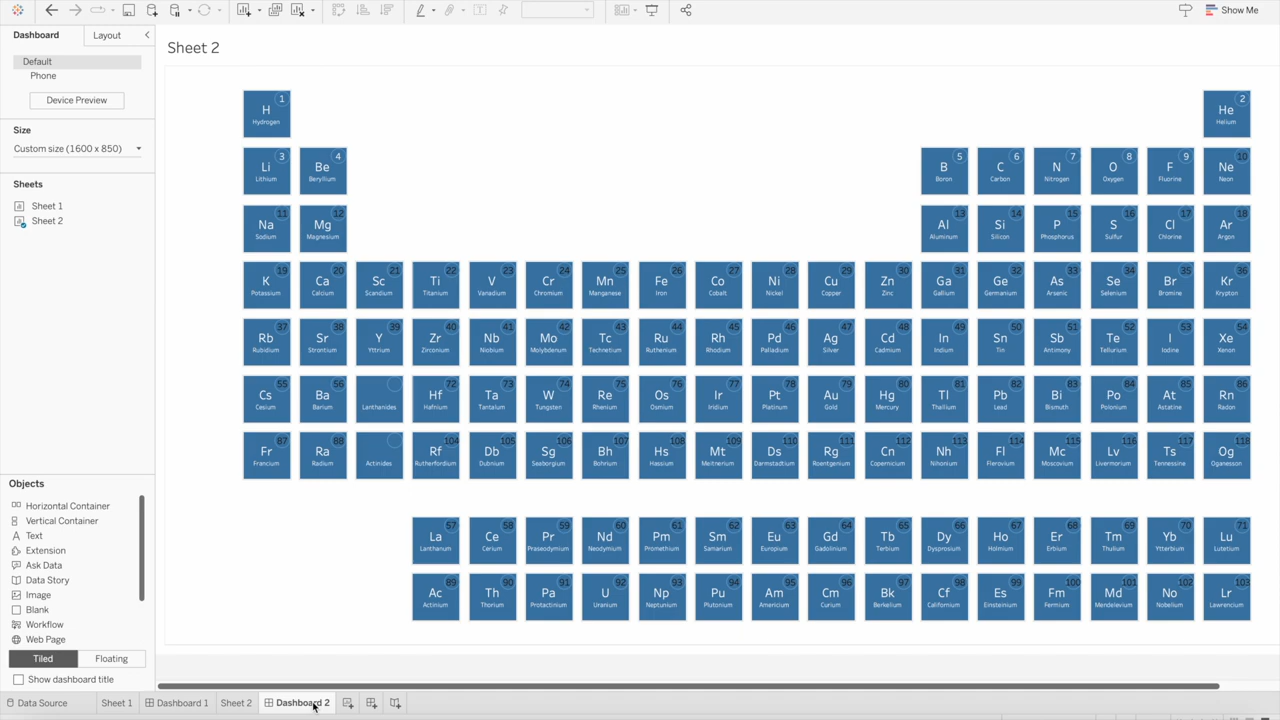 Show Me
Dashboard Layout
Sheet 2
Default
Phone
Device Preview
Size
Custom size (1600 x 850)
Sheets
Sheet 1
Sheet 2
1 2
H He
Hydrogen Helium
3 4 5 6 7 8 9 10
Li Be B C N O F Ne
Lithium Beryllium Boron Carbon Nitrogen Oxygen Fluorine Neon
11 12 13 14 15 16 17 18
Na Mg Al Si P S Cl Ar
Sodium Magnesium Aluminum Silicon Phosphorus Sulfur Chlorine Argon
19 20 21 22 23 24 25 26 27 28 29 30 31 32 33 34 35 36
K Ca Sc Ti V Cr Mn Fe Co Ni Cu Zn Ga Ge As Se Br Kr
Potassium Calcium Scandium Titanium Vanadium Chromium Manganese Iron Cobalt Nickel Copper Zinc Gallium Germanium Arsenic Selenium Bromine Krypton
37 38 39 40 41 42 43 44 45 46 47 48 49 50 51 52 53 54
Rb Sr Y Zr Nb Mo Tc Ru Rh Pd Ag Cd In Sn Sb Te I Xe
Rubidium Strontium Yttrium Zirconium Niobium Molybdenum Technetium Ruthenium Rhodium Palladium Silver Cadmium Indium Tin Antimony Tellurium Iodine Xenon
55 56 72 73 74 75 76 77 78 79 80 81 82 83 84 85 86
Cs Ba Hf Ta W Re Os Ir Pt Au Hg Tl Pb Bi Po At Rn
Cesium Barium Lanthanides Hafnium Tantalum Tungsten Rhenium Osmium Iridium Platinum Gold Mercury Thallium Lead Bismuth Polonium Astatine Radon
87 88 104 105 106 107 108 109 110 111 112 113 114 115 116 117 118
Fr Ra Rf Db Sg Bh Hs Mt Ds Rg Cn Nh Fl Mc Lv Ts Og
Francium Radium Actinides Rutherfordium Dubnium Seaborgium Bohrium Hassium Meitnerium Darmstadtium Roentgenium Copernicium Nihonium Flerovium Moscovium Livermorium Tennessine Oganesson
57 58 59 60 61 62 63 64 65 66 67 68 69 70 71
La Ce Pr Nd Pm Sm Eu Gd Tb Dy Ho Er Tm Yb Lu
Lanthanum Cerium Praseodymium Neodymium Promethium Samarium Europium Gadolinium Terbium Dysprosium Holmium Erbium Thulium Ytterbium Lutetium
89 90 91 92 93 94 95 96 97 98 99 100 101 102 103
Ac Th Pa U Np Pu Am Cm Bk Cf Es Fm Md No Lr
Actinium Thorium Protactinium Uranium Neptunium Plutonium Americium Curium Berkelium Californium Einsteinium Fermium Mendelevium Nobelium Lawrencium
Objects
Horizontal Container
Vertical Container
Text
Extension
Ask Data
Data Story
Image
Blank
Workflow
Web Page
Tiled Floating
Show dashboard title
Data Source Sheet 1 Dashboard 1 Sheet 2 Dashboard 2